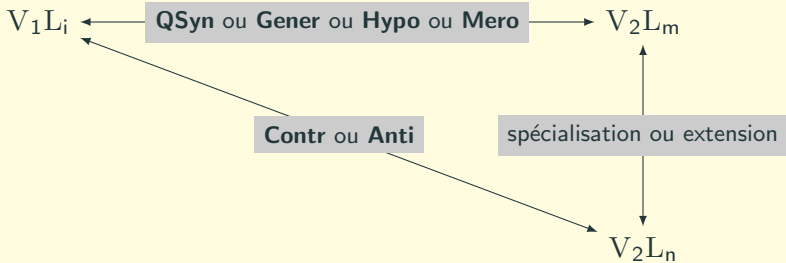 V₁Lᵢ QSyn ou Gener ou Hypo ou Mero V₂Lₘ
Contr ou Anti spécialisation ou extension
V₂Lₙ